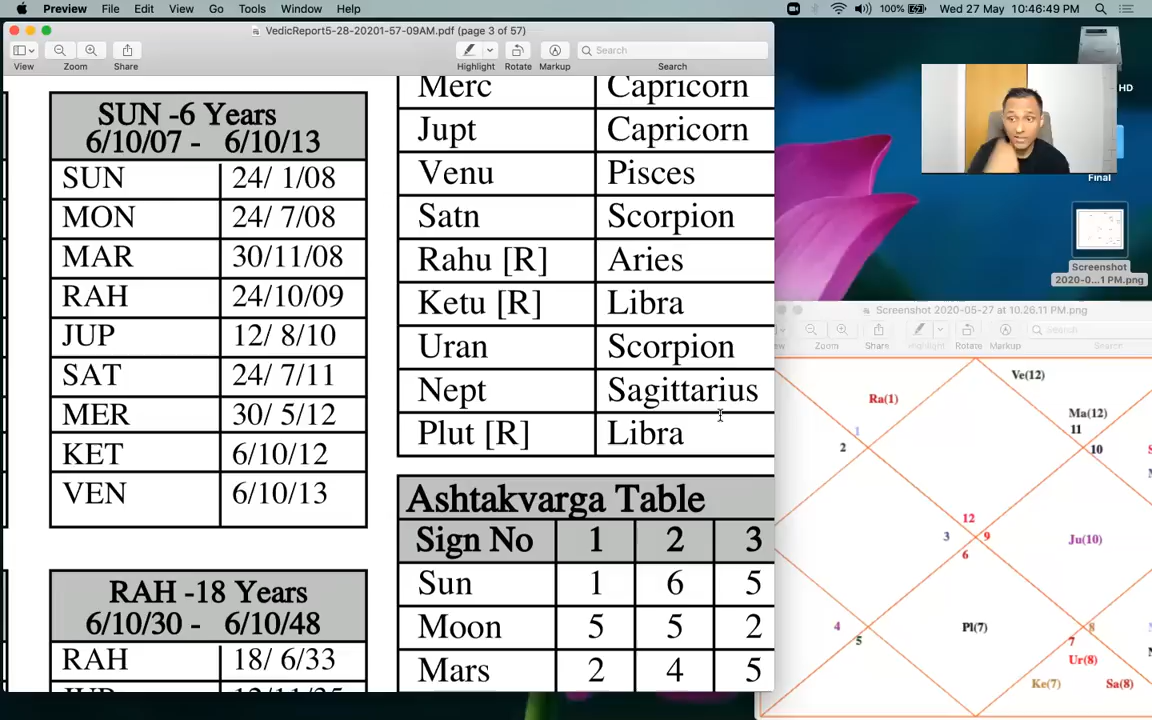 Preview File Edit View Go Tools Window Help 100% Wed 27 May 10:46:49 PM
VedicReport5-28-20201-57-09AM.pdf (page 3 of 57)
Search
View Zoom Share Highlight Rotate Markup Search
SUN -6 Years
6/10/07 - 6/10/13
SUN 24/ 1/08
MON 24/ 7/08
MAR 30/11/08
RAH 24/10/09
JUP 12/ 8/10
SAT 24/ 7/11
MER 30/ 5/12
KET 6/10/12
VEN 6/10/13
RAH -18 Years
6/10/30 - 6/10/48
RAH 18/ 6/33
Merc Capricorn
Jupt Capricorn
Venu Pisces
Satn Scorpion
Rahu [R] Aries
Ketu [R] Libra
Uran Scorpion
Nept Sagittarius
Plut [R] Libra
Ashtakvarga Table
Sign No 1 2 3
Sun 1 6 5
Moon 5 5 2
Mars 2 4 5
HD
Final
Screenshot
2020-0...1 PM.png
Screenshot 2020-05-27 at 10.26.11 PM.png
Search
Zoom Share Highlight Rotate Markup Search
Ve(12)
Ra(1)
Ma(12)
1
11
2
10
12
3
9
6
Ju(10)
4
5
Pl(7)
8
7
Ur(8)
Ke(7)
Sa(8)